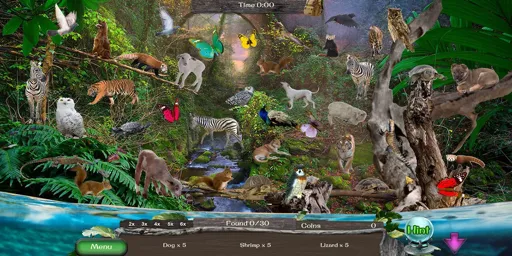 Time 0:00
2x 3x 4x 5x 6x
Found 0/30
Coins 0
Hint
Menu
Dog x 5
Shrimp x 5
Lizard x 5